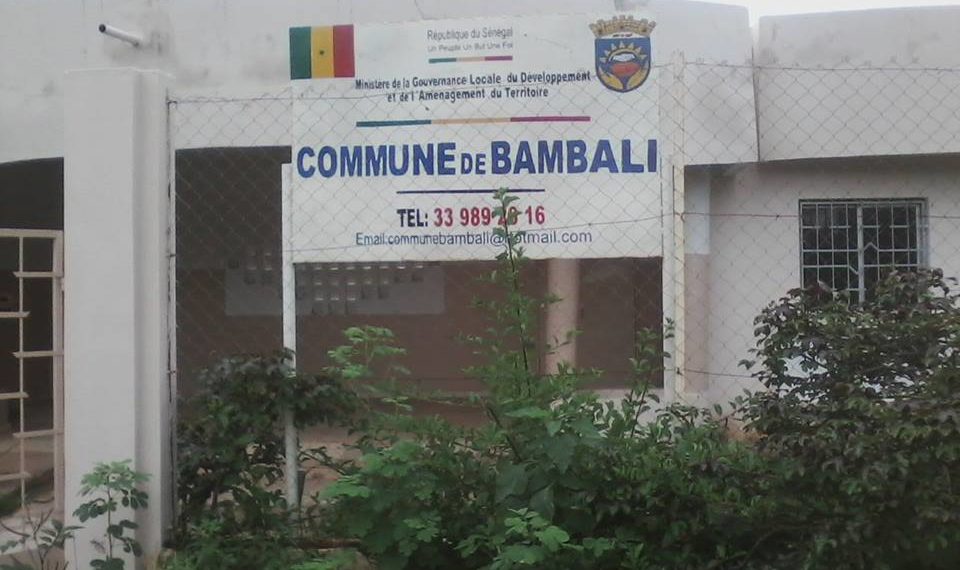 République du Sénégal
Un Peuple Un But Une Foi
Ministère de la Gouvernance Locale du Développement
et de l'Aménagement du Territoire
COMMUNE DE BAMBALI
TEL: 33 989 16
Email:communebambali@hotmail.com